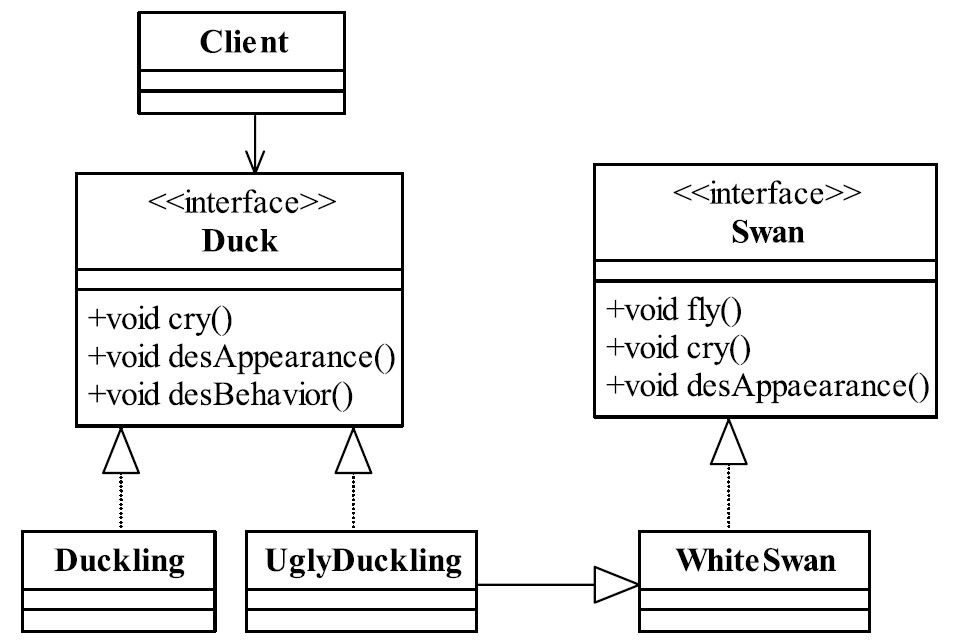 Client
<<interface>>
Duck
+void cry()
+void desAppearance()
+void desBehavior()
<<interface>>
Swan
+void fly()
+void cry()
+void desAppaearance()
Duckling
UglyDuckling
WhiteSwan